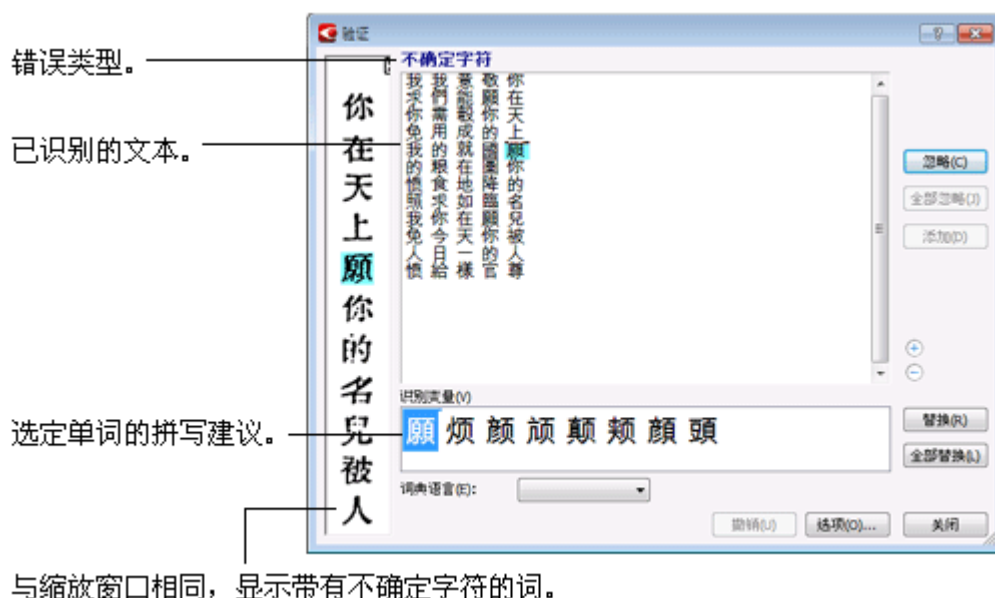 验证
错误类型。
不确定字符
你在天上願你的名兒被人
你在天上願你的名兒被人尊
敬願你的國圉降臨願你的官
意能毅成就在地如在天一樣
我們需用的粮食求你今日給
我求你免我的愤照我免人愤
已识别的文本。
忽略(C)
全部忽略(J)
添加(D)
识别变量(V)
选定单词的拼写建议。
願 烦 颜 颃 颠 颊 顏 頭
替换(R)
全部替换(L)
词典语言(E):
撤销(U)
选项(O)...
关闭
与缩放窗口相同，显示带有不确定字符的词。